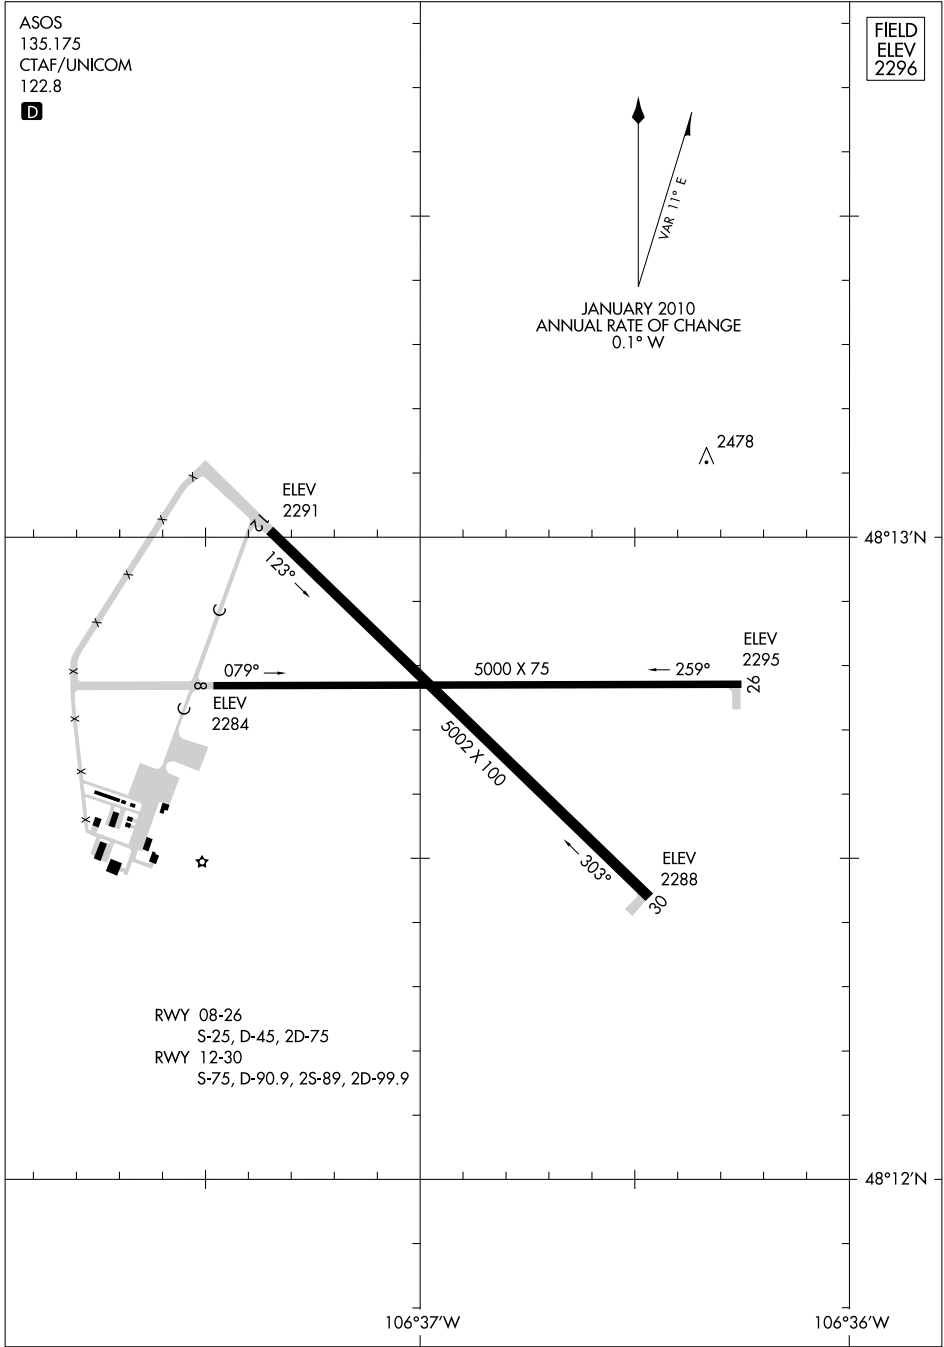 ASOS
135.175
CTAF/UNICOM
122.8
D
FIELD
ELEV
2296
VAR 11° E
JANUARY 2010
ANNUAL RATE OF CHANGE
0.1° W
2478
ELEV
2291
12
48°13'N
123°
X
X
X
X
X
X
X
X
C
C
079°
5000 X 75
259°
ELEV
2295
8
26
ELEV
2284
5002 X 100
303°
ELEV
2288
30
RWY 08-26
S-25, D-45, 2D-75
RWY 12-30
S-75, D-90.9, 2S-89, 2D-99.9
48°12'N
106°37'W
106°36'W